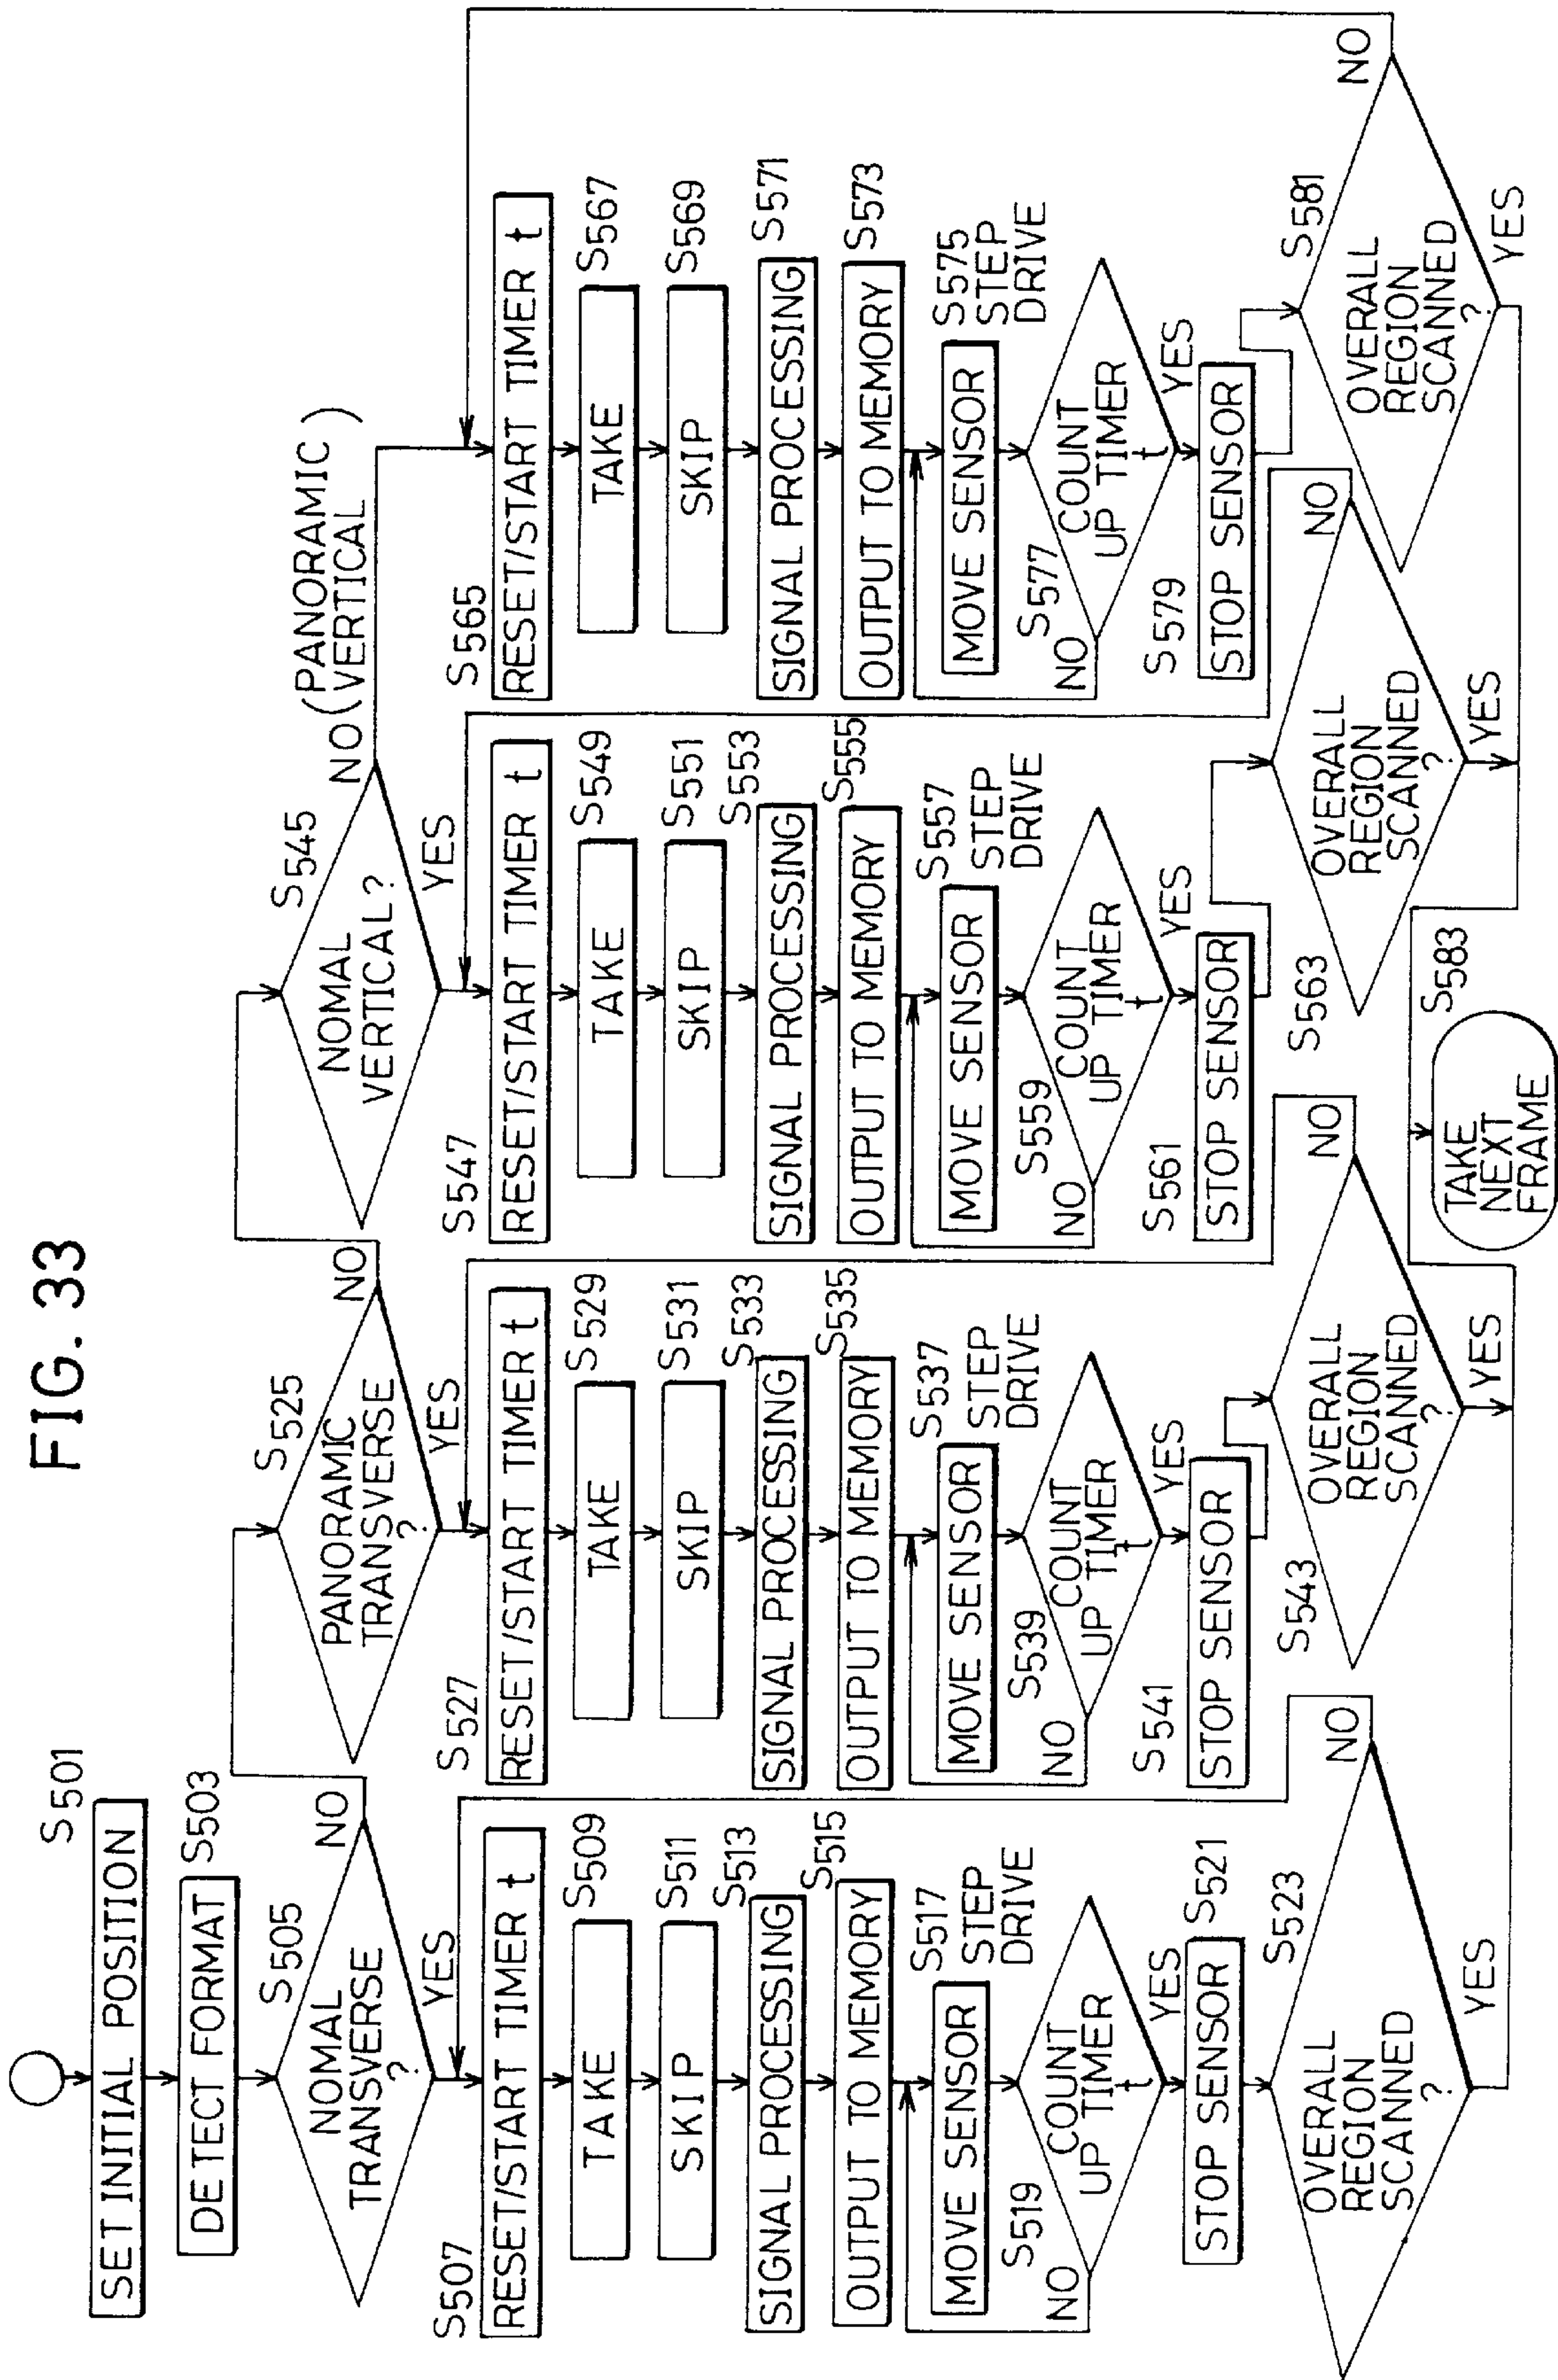 FIG. 33
S501
SET INITIAL POSITION
S503
DETECT FORMAT
S505
NOMAL
TRANSVERSE
?
NO
YES
S507
RESET/START TIMER t
S509
TAKE
S511
SKIP
S513
SIGNAL PROCESSING
S515
OUTPUT TO MEMORY
S517
STEP
DRIVE
MOVE SENSOR
S519
COUNT
UP TIMER
t
NO
YES
S521
STOP SENSOR
S523
OVERALL
REGION
SCANNED
?
NO
YES
S525
PANORAMIC
TRANSVERSE
?
NO
YES
S527
RESET/START TIMER t
S529
TAKE
S531
SKIP
S533
SIGNAL PROCESSING
S535
OUTPUT TO MEMORY
S537
STEP
DRIVE
MOVE SENSOR
S539
COUNT
UP TIMER
t
NO
YES
S541
STOP SENSOR
S543
OVERALL
REGION
SCANNED
?
NO
YES
S545
NOMAL
VERTICAL?
NO(PANORAMIC
VERTICAL)
YES
S547
RESET/START TIMER t
S549
TAKE
S551
SKIP
S553
SIGNAL PROCESSING
S555
OUTPUT TO MEMORY
S557
STEP
DRIVE
MOVE SENSOR
S559
COUNT
UP TIMER
t
NO
YES
S561
STOP SENSOR
S563
OVERALL
REGION
SCANNED
?
NO
YES
S565
RESET/START TIMER t
S567
TAKE
S569
SKIP
S571
SIGNAL PROCESSING
S573
OUTPUT TO MEMORY
S575
STEP
DRIVE
MOVE SENSOR
S577
COUNT
UP TIMER
t
NO
YES
S579
STOP SENSOR
S581
OVERALL
REGION
SCANNED
?
NO
YES
S583
TAKE
NEXT
FRAME